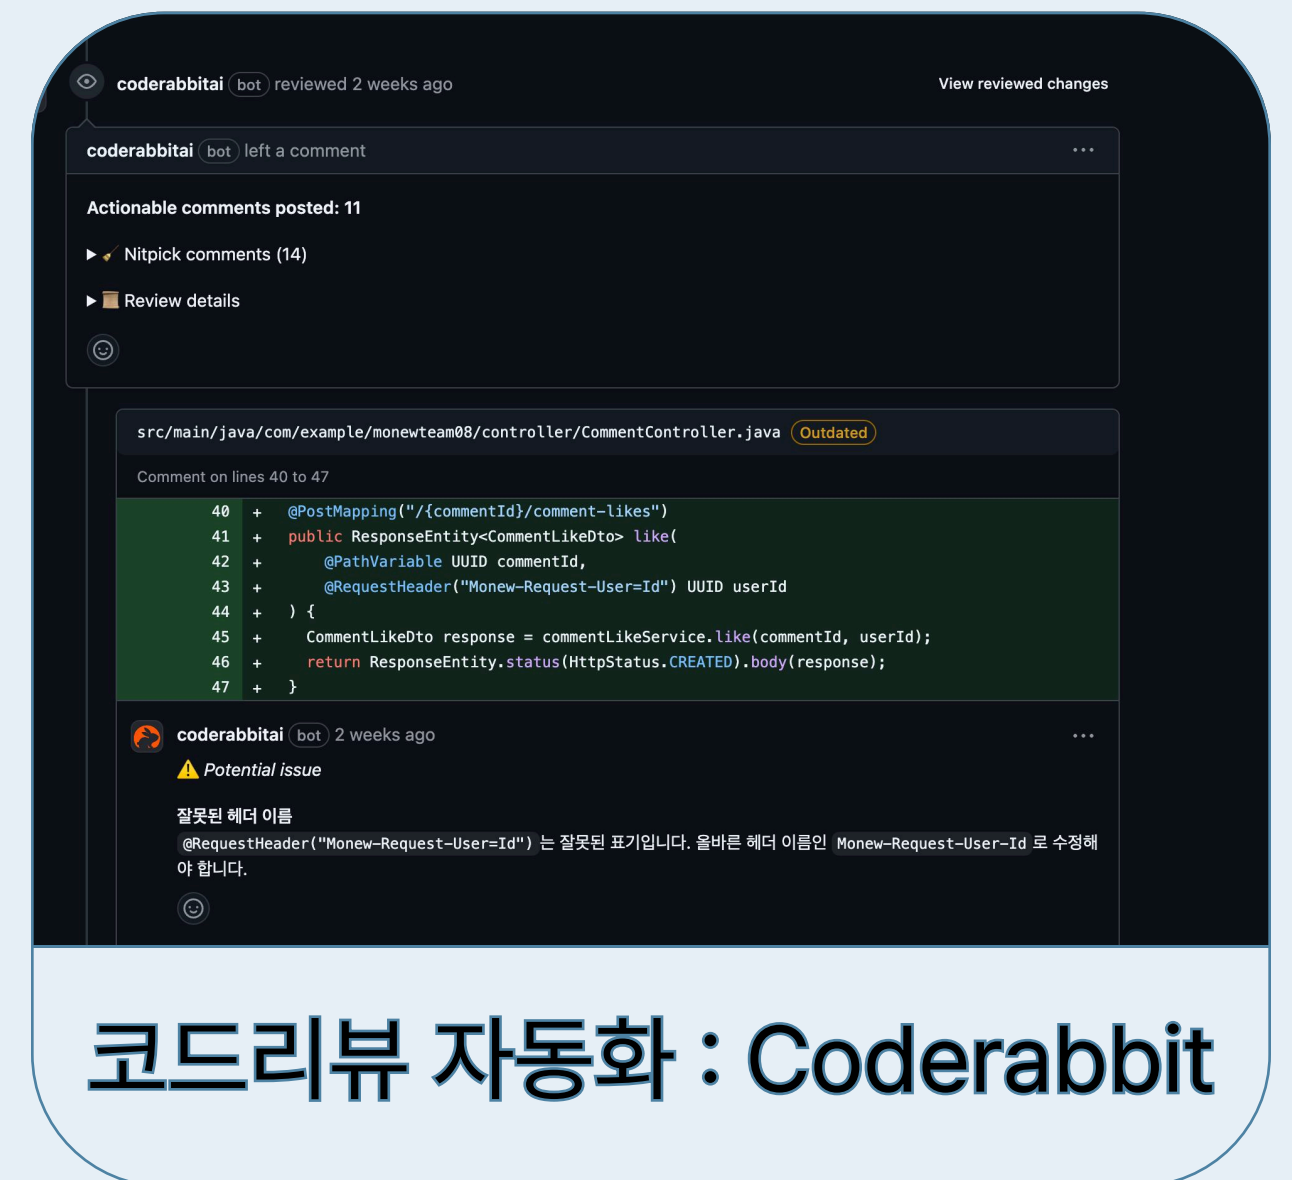 coderabbitai bot reviewed 2 weeks ago View reviewed changes
coderabbitai bot left a comment ...
Actionable comments posted: 11
Nitpick comments (14)
Review details
src/main/java/com/example/monewteam08/controller/CommentController.java Outdated
Comment on lines 40 to 47
40 + @PostMapping("/{commentId}/comment-likes")
41 + public ResponseEntity<CommentLikeDto> like(
42 + @PathVariable UUID commentId,
43 + @RequestHeader("Monew-Request-User=Id") UUID userId
44 + ) {
45 + CommentLikeDto response = commentLikeService.like(commentId, userId);
46 + return ResponseEntity.status(HttpStatus.CREATED).body(response);
47 + }
coderabbitai bot 2 weeks ago ...
Potential issue
잘못된 헤더 이름
@RequestHeader("Monew-Request-User=Id") 는 잘못된 표기입니다. 올바른 헤더 이름인 Monew-Request-User-Id 로 수정해
야 합니다.
코드리뷰 자동화 : Coderabbit